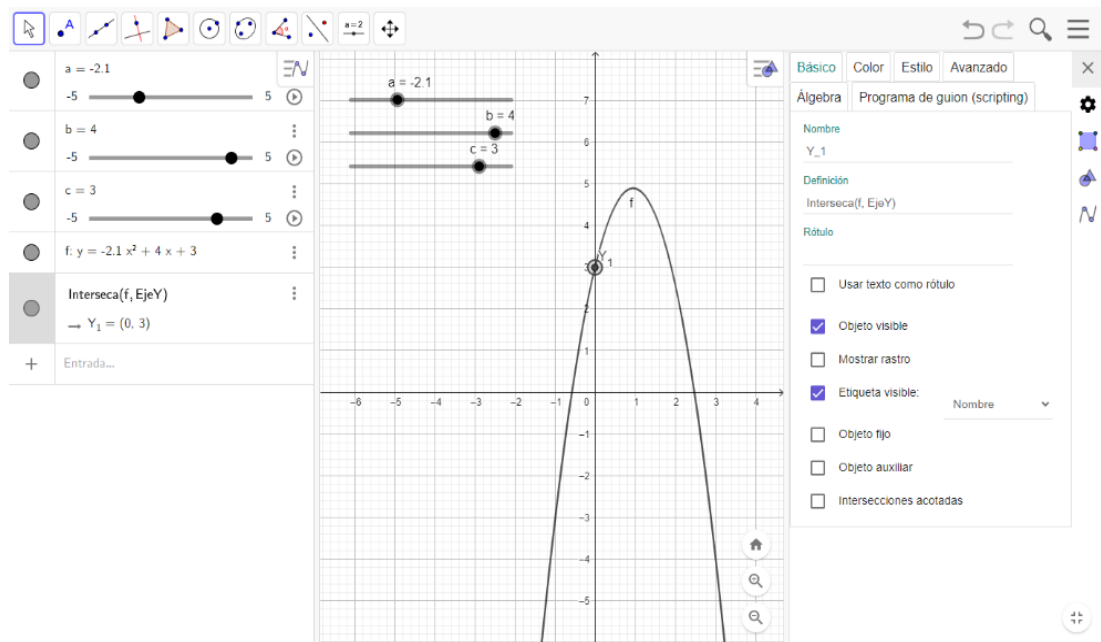 a=2
a = -2.1
-5
5
b = 4
-5
5
c = 3
-5
5
f: y = -2.1 x² + 4 x + 3
Interseca(f, EjeY)
→ Y₁ = (0, 3)
+ Entrada...
a = -2.1
b = 4
c = 3
7
6
5
4
3
2
1
0
-1
-2
-3
-4
-5
-6 -5 -4 -3 -2 -1 0 1 2 3 4
f
Y₁
Básico Color Estilo Avanzado
Álgebra Programa de guion (scripting)
Nombre
Y_1
Definición
Interseca(f, EjeY)
Rótulo
Usar texto como rótulo
Objeto visible
Mostrar rastro
Etiqueta visible: Nombre
Objeto fijo
Objeto auxiliar
Intersecciones acotadas